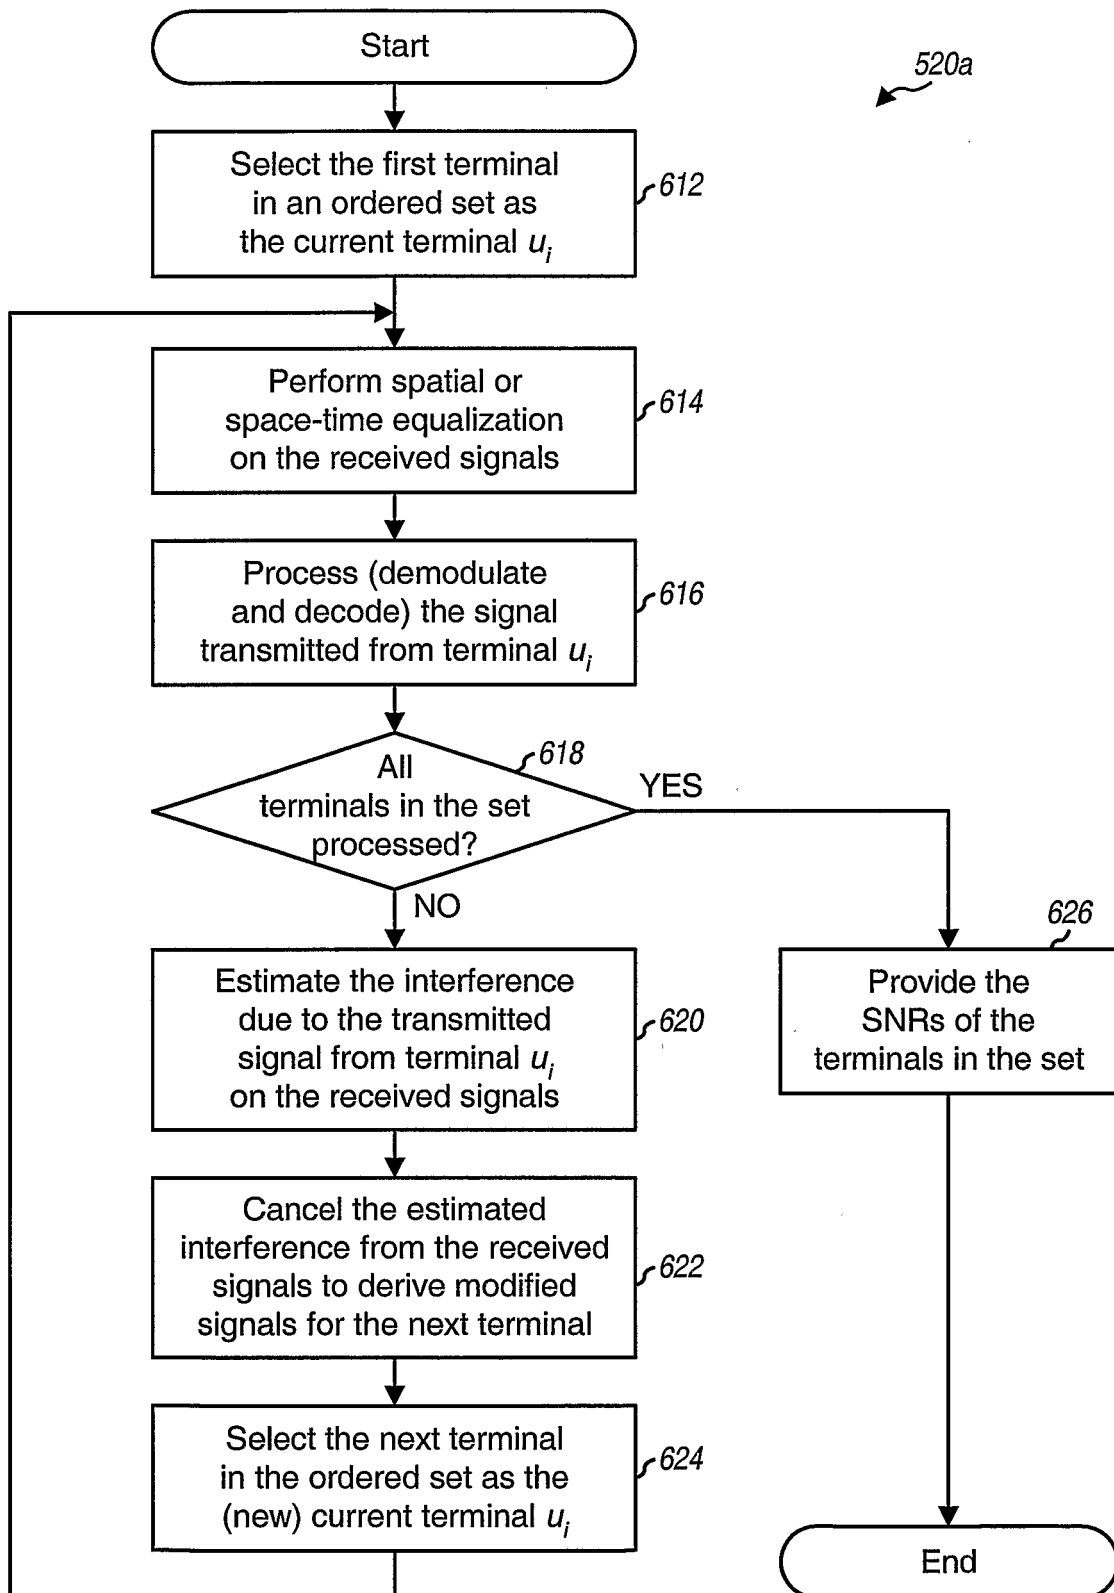 Start
520a
Select the first terminal
in an ordered set as
the current terminal u_i
612
Perform spatial or
space-time equalization
on the received signals
614
Process (demodulate
and decode) the signal
transmitted from terminal u_i
616
All
terminals in the set
processed?
618
YES
NO
Estimate the interference
due to the transmitted
signal from terminal u_i
on the received signals
620
626
Provide the
SNRs of the
terminals in the set
Cancel the estimated
interference from the received
signals to derive modified
signals for the next terminal
622
Select the next terminal
in the ordered set as the
(new) current terminal u_i
624
End